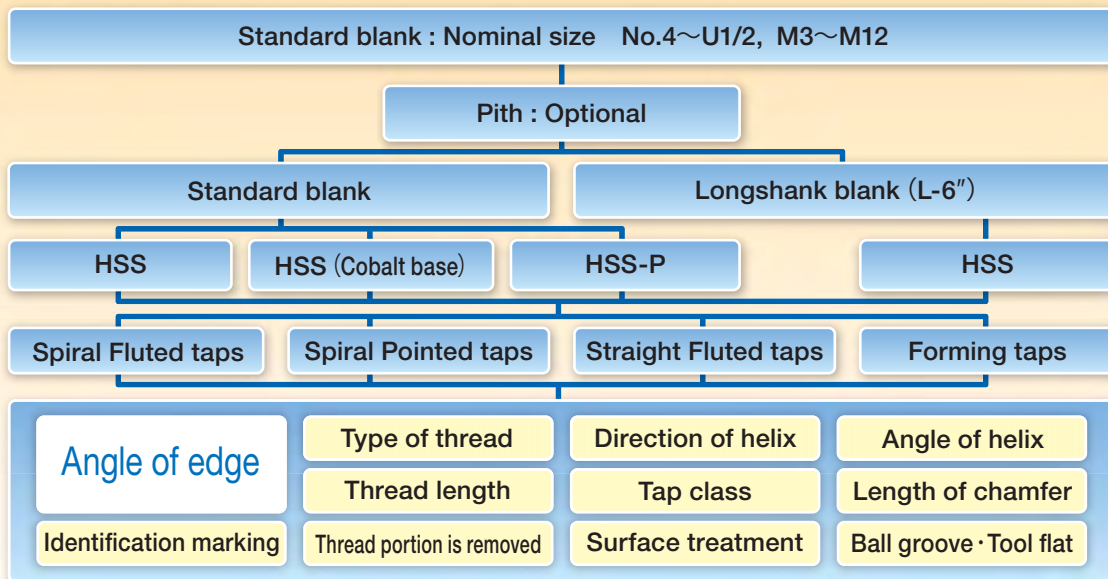 Standard blank : Nominal size No.4～U1/2, M3～M12
Pith : Optional
Standard blank
Longshank blank (L-6″)
HSS
HSS (Cobalt base)
HSS-P
HSS
Spiral Fluted taps
Spiral Pointed taps
Straight Fluted taps
Forming taps
Angle of edge
Type of thread
Direction of helix
Angle of helix
Thread length
Tap class
Length of chamfer
Identification marking
Thread portion is removed
Surface treatment
Ball groove・Tool flat